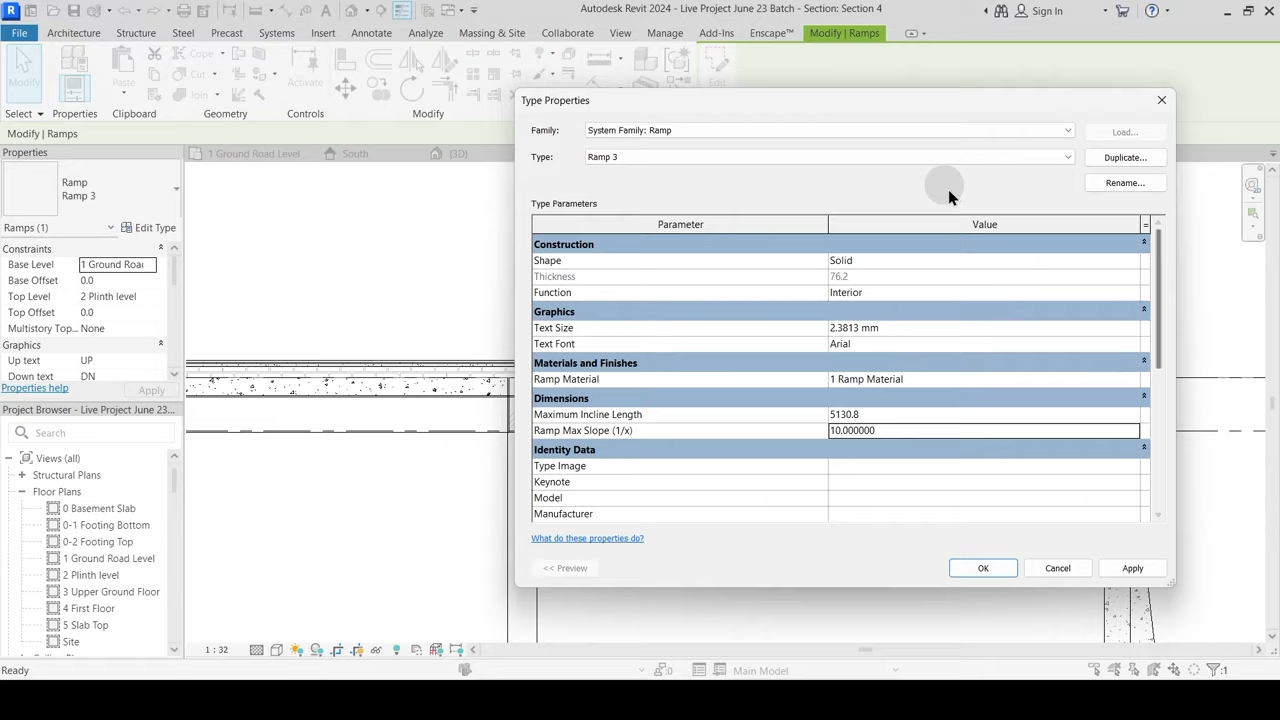 Autodesk Revit 2024 - Live Project June 23 Batch - Section: Section 4
Sign In
File Architecture Structure Steel Precast Systems Insert Annotate Analyze Massing & Site Collaborate View Manage Add-Ins Enscape™ Modify | Ramps
Modify
Paste
Cope
Cut
Join
Activate
Edit
Select Properties Clipboard Geometry Controls Modify
Modify | Ramps
Properties
1 Ground Road Level
South
{3D}
Ramp
Ramp 3
Ramps (1)
Edit Type
Constraints
Base Level 1 Ground Road
Base Offset 0.0
Top Level 2 Plinth level
Top Offset 0.0
Multistory Top... None
Graphics
Up text UP
Down text DN
Properties help
Apply
Project Browser - Live Project June 23...
Search
Views (all)
Structural Plans
Floor Plans
0 Basement Slab
0-1 Footing Bottom
0-2 Footing Top
1 Ground Road Level
2 Plinth level
3 Upper Ground Floor
4 First Floor
5 Slab Top
Site
Type Properties
Family: System Family: Ramp Load...
Type: Ramp 3 Duplicate...
Rename...
Type Parameters
Parameter Value =
Construction
Shape Solid
Thickness 76.2
Function Interior
Graphics
Text Size 2.3813 mm
Text Font Arial
Materials and Finishes
Ramp Material 1 Ramp Material
Dimensions
Maximum Incline Length 5130.8
Ramp Max Slope (1/x) 10.000000
Identity Data
Type Image
Keynote
Model
Manufacturer
What do these properties do?
<< Preview OK Cancel Apply
1 : 32
Ready
:0
Main Model
:1